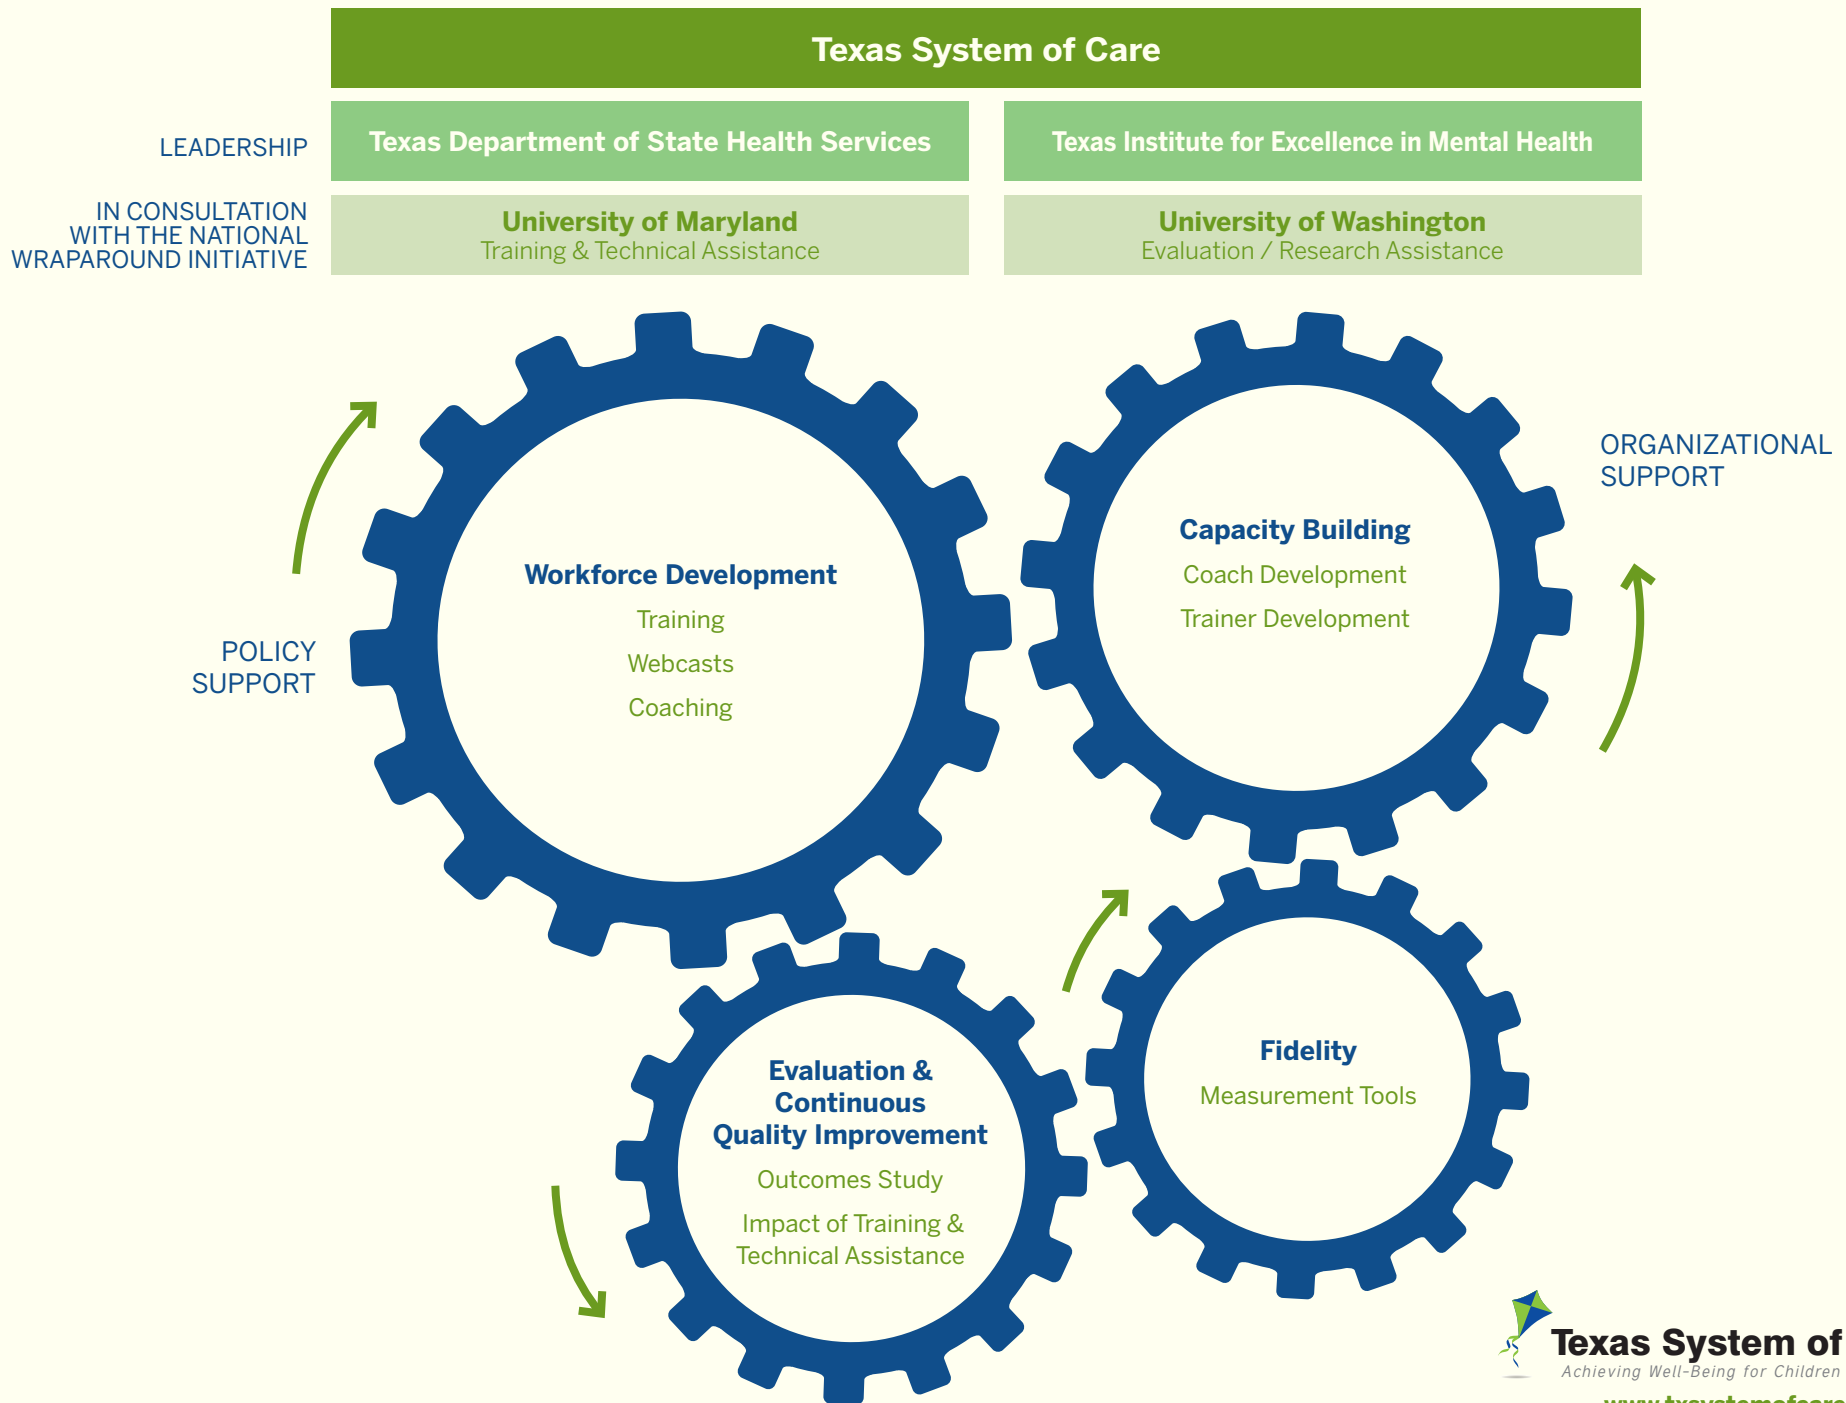 Texas System of Care
LEADERSHIP
Texas Department of State Health Services
Texas Institute for Excellence in Mental Health
IN CONSULTATION
WITH THE NATIONAL
WRAPAROUND INITIATIVE
University of Maryland
Training & Technical Assistance
University of Washington
Evaluation / Research Assistance
POLICY
SUPPORT
Workforce Development
Training
Webcasts
Coaching
Capacity Building
Coach Development
Trainer Development
ORGANIZATIONAL
SUPPORT
Evaluation &
Continuous
Quality Improvement
Outcomes Study
Impact of Training &
Technical Assistance
Fidelity
Measurement Tools
Texas System of
Achieving Well-Being for Children